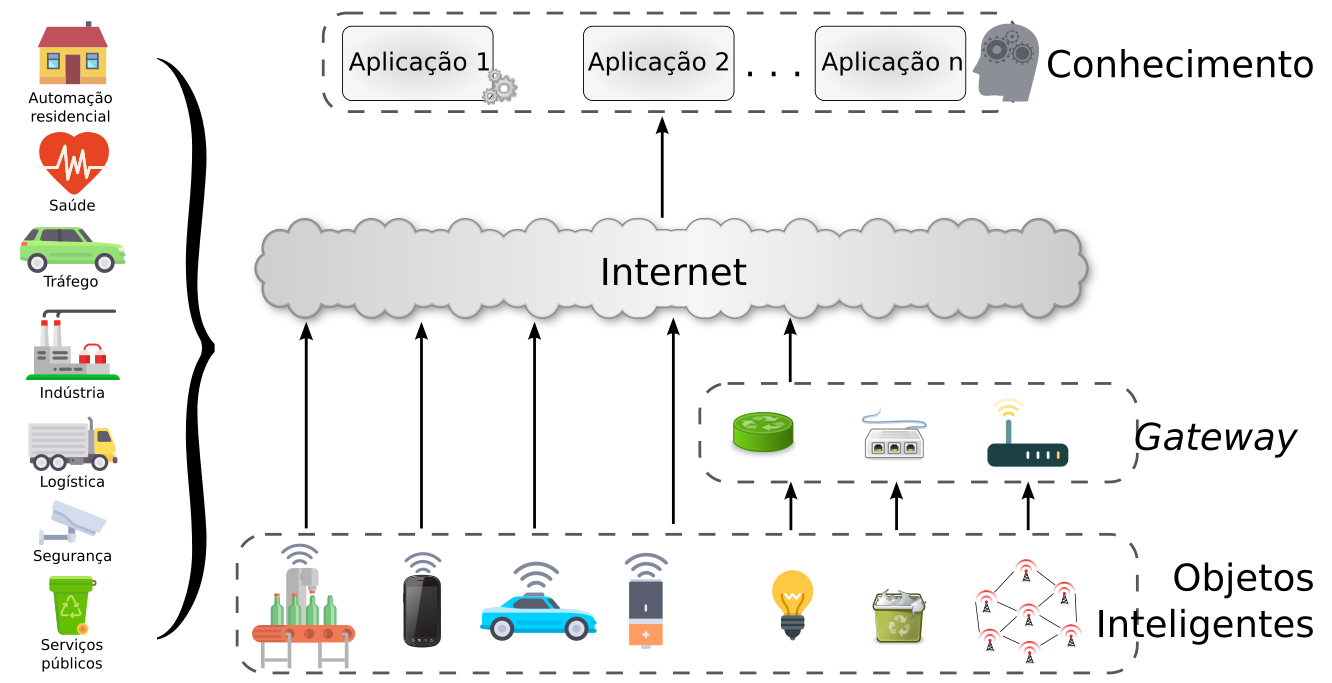 Automação
residencial
Saúde
Tráfego
Indústria
Logística
Segurança
Serviços
públicos
Aplicação 1
Aplicação 2
. . .
Aplicação n
Conhecimento
Internet
Gateway
Objetos
Inteligentes